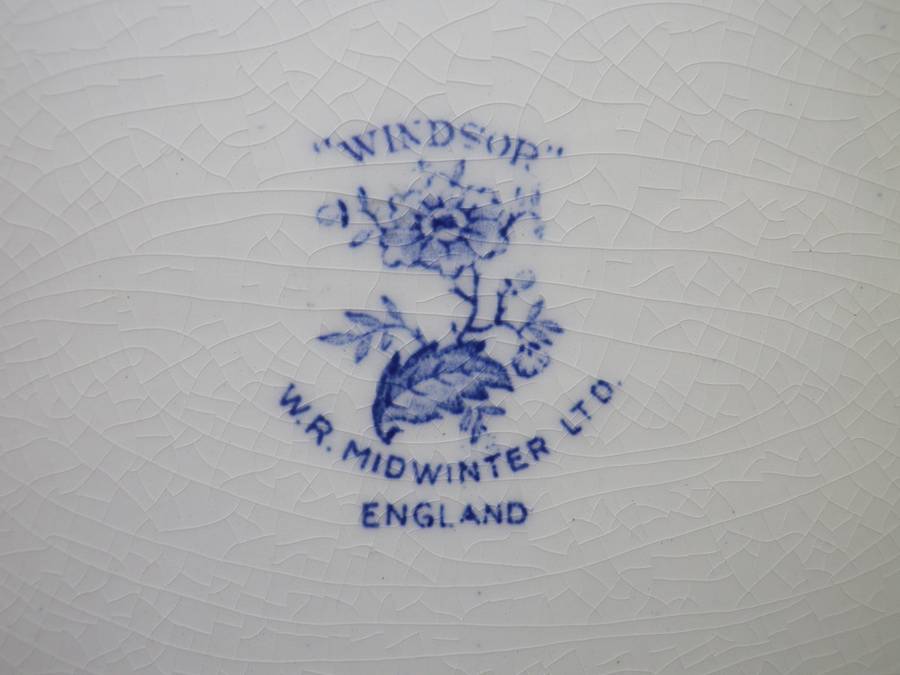 "WINDSOR"
W.R. MIDWINTER LTD.
ENGLAND